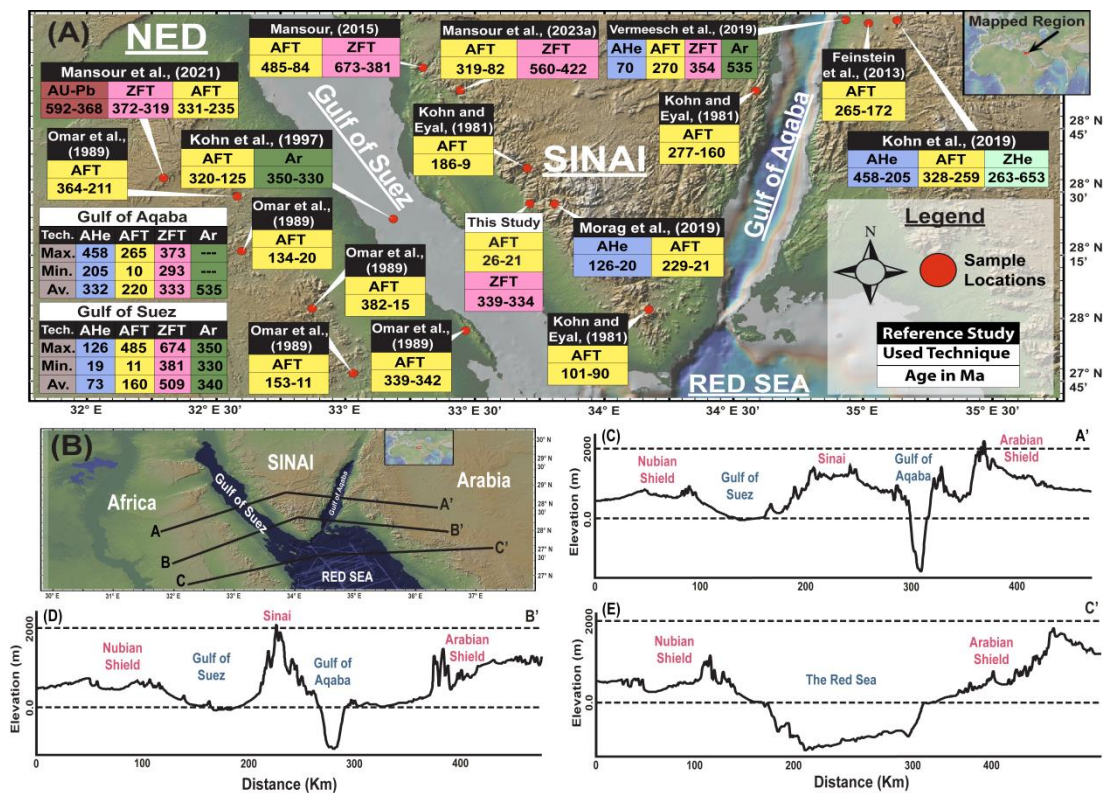 (A)
NED
Mansour et al., (2021)
AU-Pb ZFT AFT
592-368 372-319 331-235
Omar et al., (1989)
AFT
364-211
Kohn et al., (1997)
AFT Ar
320-125 350-330
Mansour, (2015)
AFT ZFT
485-84 673-381
Mansour et al., (2023a)
AFT ZFT
319-82 560-422
Vermeesch et al., (2019)
AHe AFT ZFT Ar
70 270 354 535
Feinstein et al., (2013)
AFT
265-172
Mapped Region
Kohn and Eyal, (1981)
AFT
186-9
Kohn and Eyal, (1981)
AFT
277-160
Kohn et al., (2019)
AHe AFT ZHe
458-205 328-259 263-653
Gulf of Suez
SINAI
Gulf of Aqaba
RED SEA
Omar et al., (1989)
AFT
134-20
Omar et al., (1989)
AFT
382-15
Omar et al., (1989)
AFT
153-11
Omar et al., (1989)
AFT
339-342
This Study
AFT
26-21
ZFT
339-334
Morag et al., (2019)
AHe AFT
126-20 229-21
Kohn and Eyal, (1981)
AFT
101-90
Gulf of Aqaba
Tech. AHe AFT ZFT Ar
Max. 458 265 373 ---
Min. 205 10 293 ---
Av. 332 220 333 535
Gulf of Suez
Tech. AHe AFT ZFT Ar
Max. 126 485 674 350
Min. 19 11 381 330
Av. 73 160 509 340
Legend
N
Sample Locations
Reference Study
Used Technique
Age in Ma
28° N 45'
28° N 30'
28° N 15'
28° N
27° N 45'
32° E
32° E 30'
33° E
33° E 30'
34° E
34° E 30'
35° E
35° E 30'
(B)
SINAI
Africa
Arabia
Gulf of Suez
Gulf of Aqaba
RED SEA
A
A'
B
B'
C
C'
30° N
30'
29° N
30'
28° N
30'
27° N
30° E
31° E
32° E
33° E
34° E
35° E
36° E
37° E
(C)
A'
Elevation (m)
2000
0.0
Nubian Shield
Gulf of Suez
Sinai
Gulf of Aqaba
Arabian Shield
0 100 200 300 400
(D)
B'
Elevation (m)
2000
0.0
Nubian Shield
Gulf of Suez
Sinai
Gulf of Aqaba
Arabian Shield
0 100 200 300 400
Distance (Km)
(E)
C'
Elevation (m)
2000
0.0
Nubian Shield
The Red Sea
Arabian Shield
0 100 200 300 400
Distance (Km)